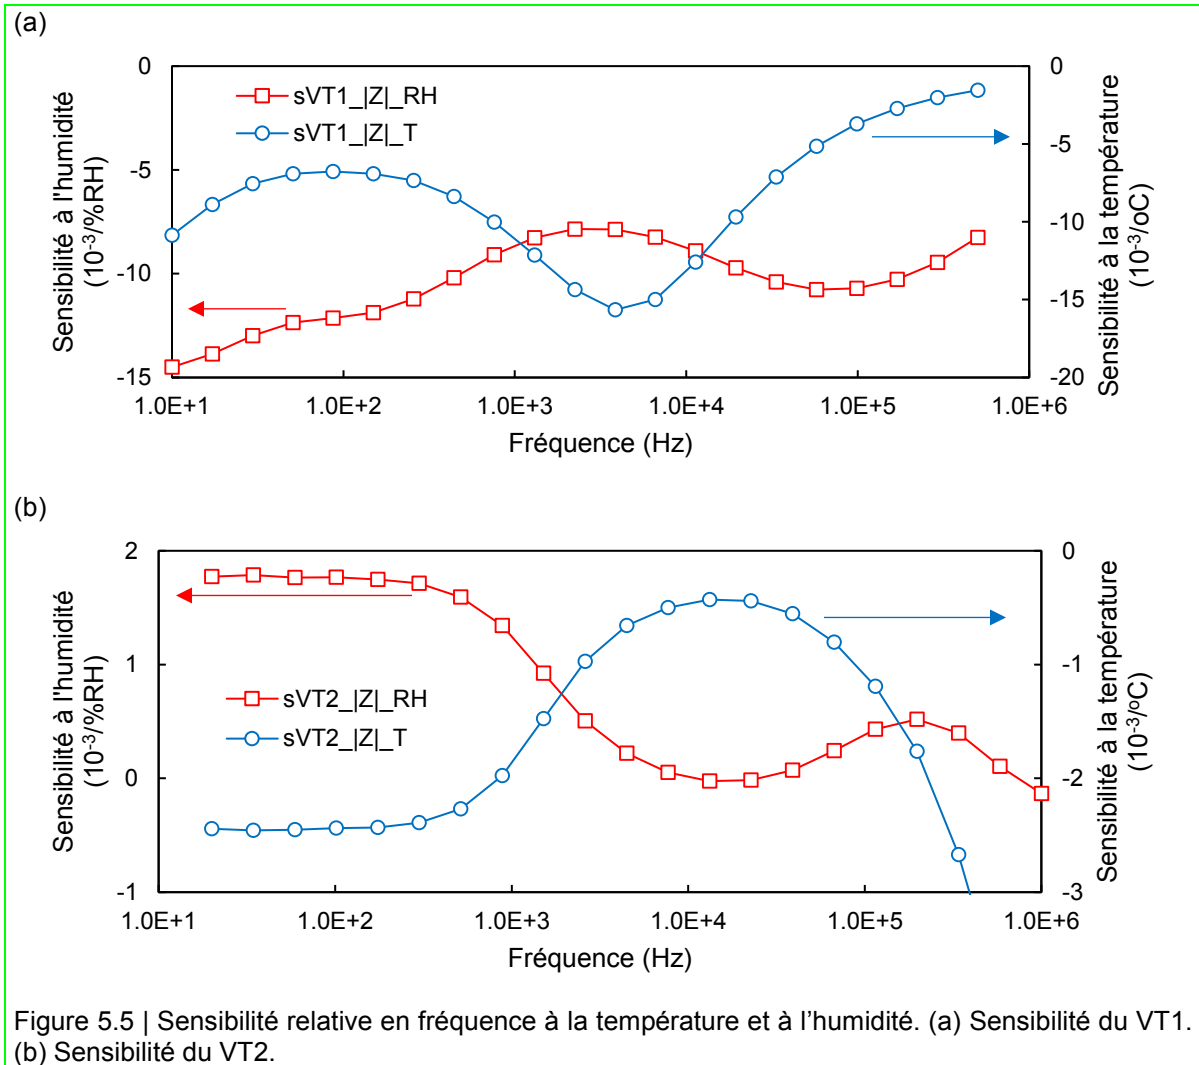 (a)
0
-5
-10
-15
Sensibilité à l'humidité
(10-3/%RH)
sVT1_|Z|_RH
sVT1_|Z|_T
0
-5
-10
-15
-20
Sensibilité à la température
(10-3/oC)
1.0E+1 1.0E+2 1.0E+3 1.0E+4 1.0E+5 1.0E+6
Fréquence (Hz)
(b)
2
1
0
-1
Sensibilité à l'humidité
(10-3/%RH)
sVT2_|Z|_RH
sVT2_|Z|_T
0
-1
-2
-3
Sensibilité à la température
(10-3/oC)
1.0E+1 1.0E+2 1.0E+3 1.0E+4 1.0E+5 1.0E+6
Fréquence (Hz)
Figure 5.5 | Sensibilité relative en fréquence à la température et à l’humidité. (a) Sensibilité du VT1.
(b) Sensibilité du VT2.